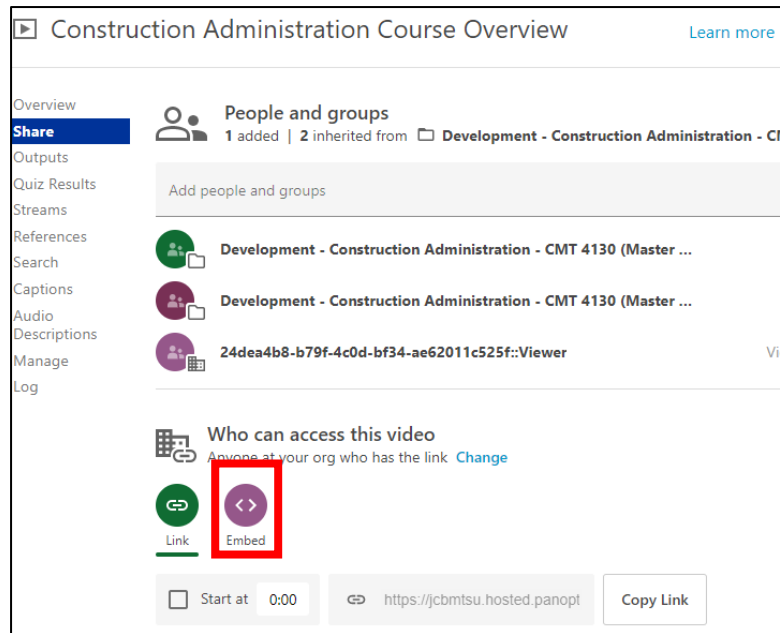 Construction Administration Course Overview
Learn more
Overview
Share
Outputs
Quiz Results
Streams
References
Search
Captions
Audio
Descriptions
Manage
Log
People and groups
1 added | 2 inherited from Development - Construction Administration - CM
Add people and groups
Development - Construction Administration - CMT 4130 (Master ...
Development - Construction Administration - CMT 4130 (Master ...
24dea4b8-b79f-4c0d-bf34-ae62011c525f::Viewer
Vi
Who can access this video
Anyone at your org who has the link Change
Link
Embed
Start at 0:00
https://jcbmtsu.hosted.panopt
Copy Link